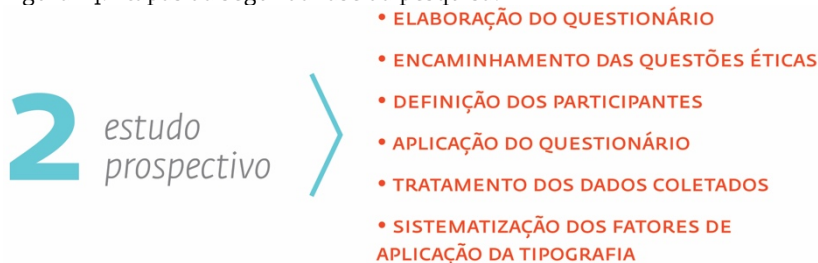 • ELABORAÇÃO DO QUESTIONÁRIO
• ENCAMINHAMENTO DAS QUESTÕES ÉTICAS
• DEFINIÇÃO DOS PARTICIPANTES
2 estudo
prospectivo
• APLICAÇÃO DO QUESTIONÁRIO
• TRATAMENTO DOS DADOS COLETADOS
• SISTEMATIZAÇÃO DOS FATORES DE
APLICAÇÃO DA TIPOGRAFIA